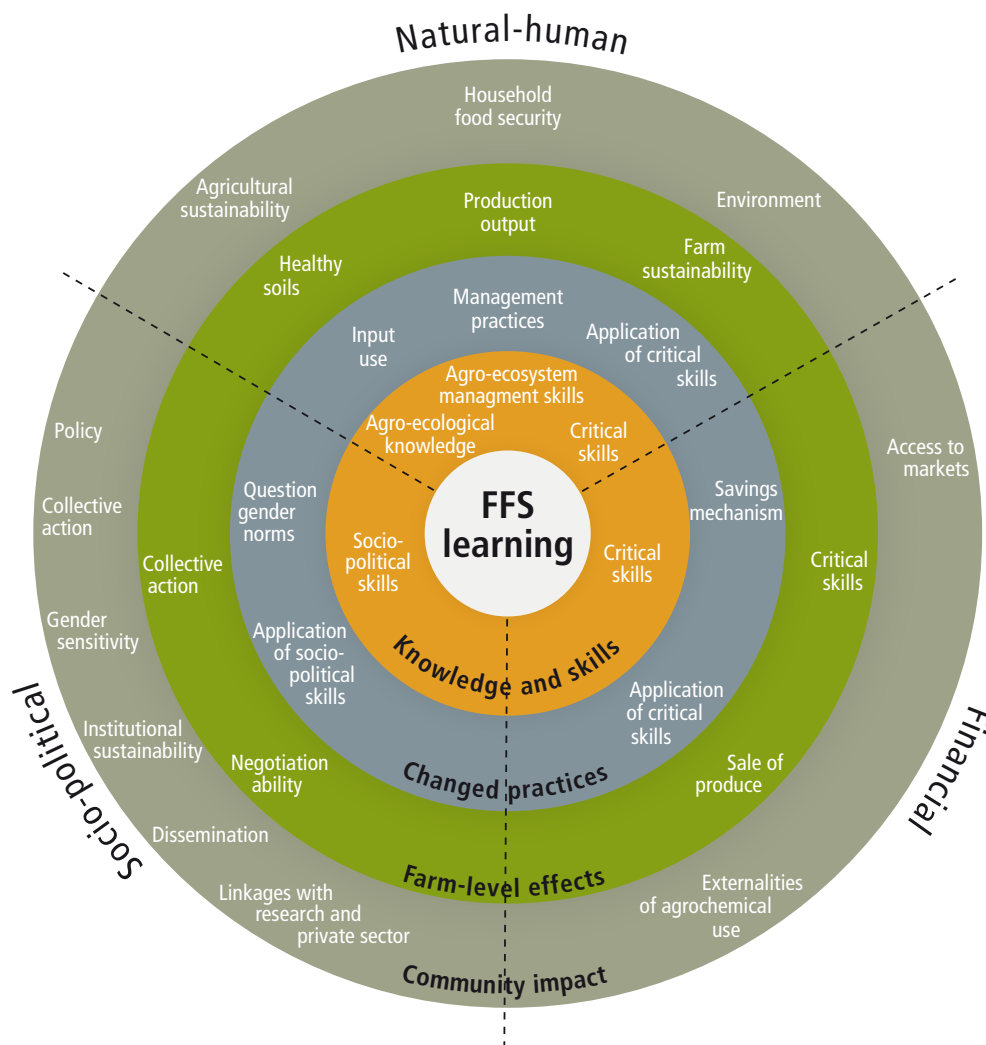 Natural-human
Household
food security
Agricultural
sustainability
Environment
Production
output
Healthy
soils
Farm
sustainability
Management
practices
Input
use
Application
of critical
skills
Agro-ecosystem
managment skills
Agro-ecological
knowledge
Critical
skills
Policy
Collective
action
Gender
sensitivity
Institutional
sustainability
Dissemination
Linkages with
research and
private sector
Collective
action
Negotiation
ability
Question
gender
norms
Application
of socio-
political
skills
Socio-
political
skills
FFS
learning
Critical
skills
Savings
mechanism
Application
of critical
skills
Critical
skills
Sale of
produce
Access to
markets
Externalities
of agrochemical
use
Knowledge and skills
Changed practices
Farm-level effects
Community impact
Socio-political
Financial